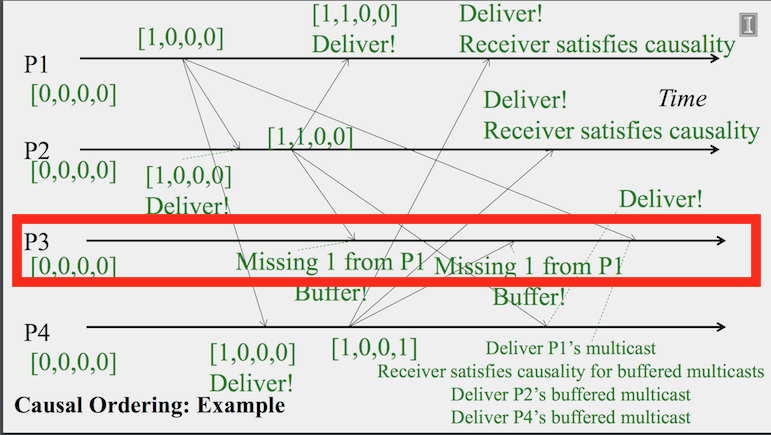 [1,1,0,0]
Deliver!
Deliver!
Receiver satisfies causality
I
[1,0,0,0]
P1
[0,0,0,0]
Deliver!
Receiver satisfies causality
Time
[1,1,0,0]
P2
[0,0,0,0]
[1,0,0,0]
Deliver!
Deliver!
P3
[0,0,0,0]
Missing 1 from P1
Buffer!
Missing 1 from P1
Buffer!
P4
[0,0,0,0]
[1,0,0,0]
Deliver!
[1,0,0,1]
Deliver P1's multicast
Receiver satisfies causality for buffered multicasts
Deliver P2's buffered multicast
Deliver P4's buffered multicast
Causal Ordering: Example